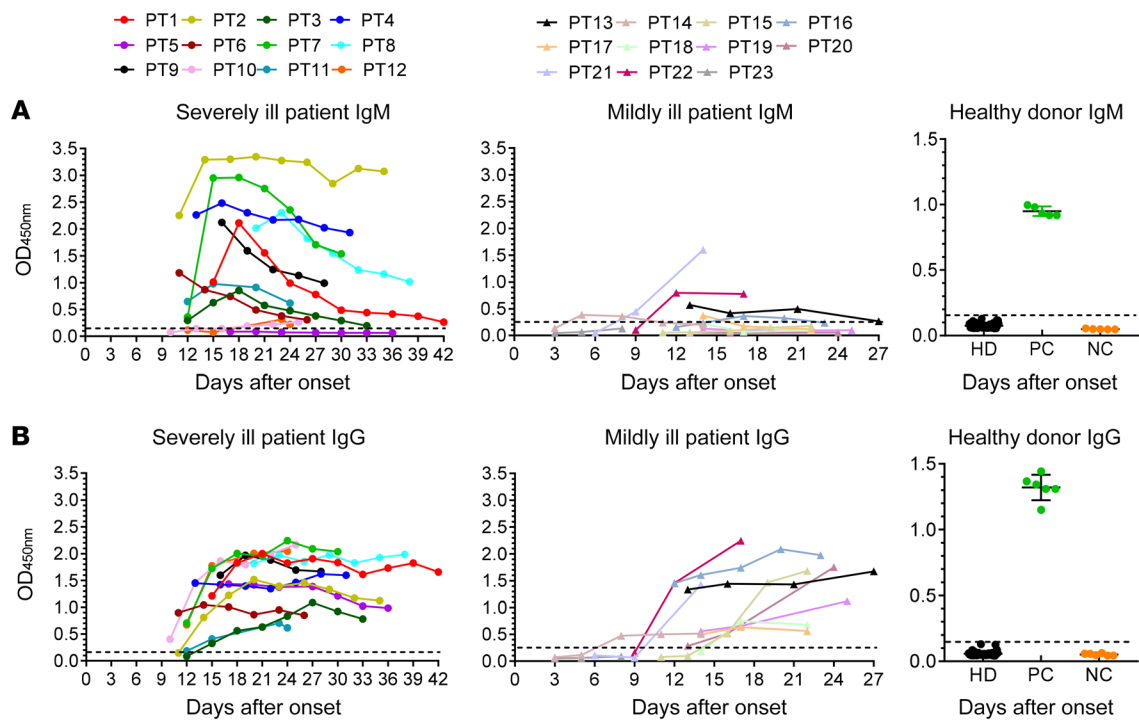 PT1 PT2 PT3 PT4 PT13 PT14 PT15 PT16
PT5 PT6 PT7 PT8 PT17 PT18 PT19 PT20
PT9 PT10 PT11 PT12 PT21 PT22 PT23
A Severely ill patient IgM Mildly ill patient IgM Healthy donor IgM
OD450nm
3.5
3.0
2.5
2.0
1.5
1.0
0.5
0.0
0 3 6 9 12 15 18 21 24 27 30 33 36 39 42
Days after onset
3.5
3.0
2.5
2.0
1.5
1.0
0.5
0.0
0 3 6 9 12 15 18 21 24 27
Days after onset
1.5
1.0
0.5
0.0
HD PC NC
Days after onset
B Severely ill patient IgG Mildly ill patient IgG Healthy donor IgG
OD450nm
3.5
3.0
2.5
2.0
1.5
1.0
0.5
0.0
0 3 6 9 12 15 18 21 24 27 30 33 36 39 42
Days after onset
3.5
3.0
2.5
2.0
1.5
1.0
0.5
0.0
0 3 6 9 12 15 18 21 24 27
Days after onset
1.5
1.0
0.5
0.0
HD PC NC
Days after onset